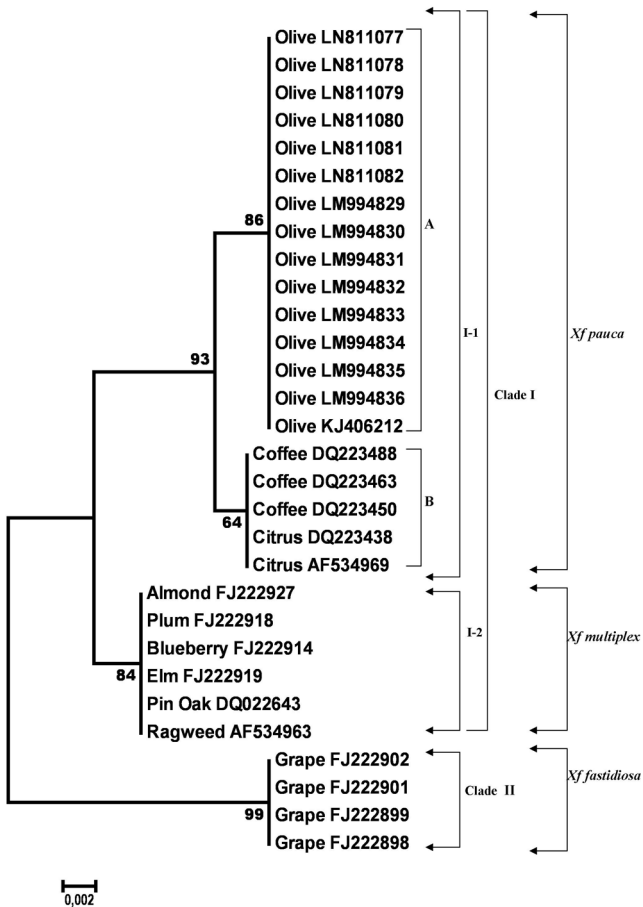 Olive LN811077
Olive LN811078
Olive LN811079
Olive LN811080
Olive LN811081
Olive LN811082
Olive LM994829
86
Olive LM994830
A
Olive LM994831
Olive LM994832
Olive LM994833
I-1
Xf pauca
Olive LM994834
93
Olive LM994835
Clade I
Olive LM994836
Olive KJ406212
Coffee DQ223488
Coffee DQ223463
Coffee DQ223450
B
64
Citrus DQ223438
Citrus AF534969
Almond FJ222927
Plum FJ222918
I-2
Xf multiplex
Blueberry FJ222914
84
Elm FJ222919
Pin Oak DQ022643
Ragweed AF534963
Grape FJ222902
Xf fastidiosa
Grape FJ222901
Clade II
99
Grape FJ222899
Grape FJ222898
0,002